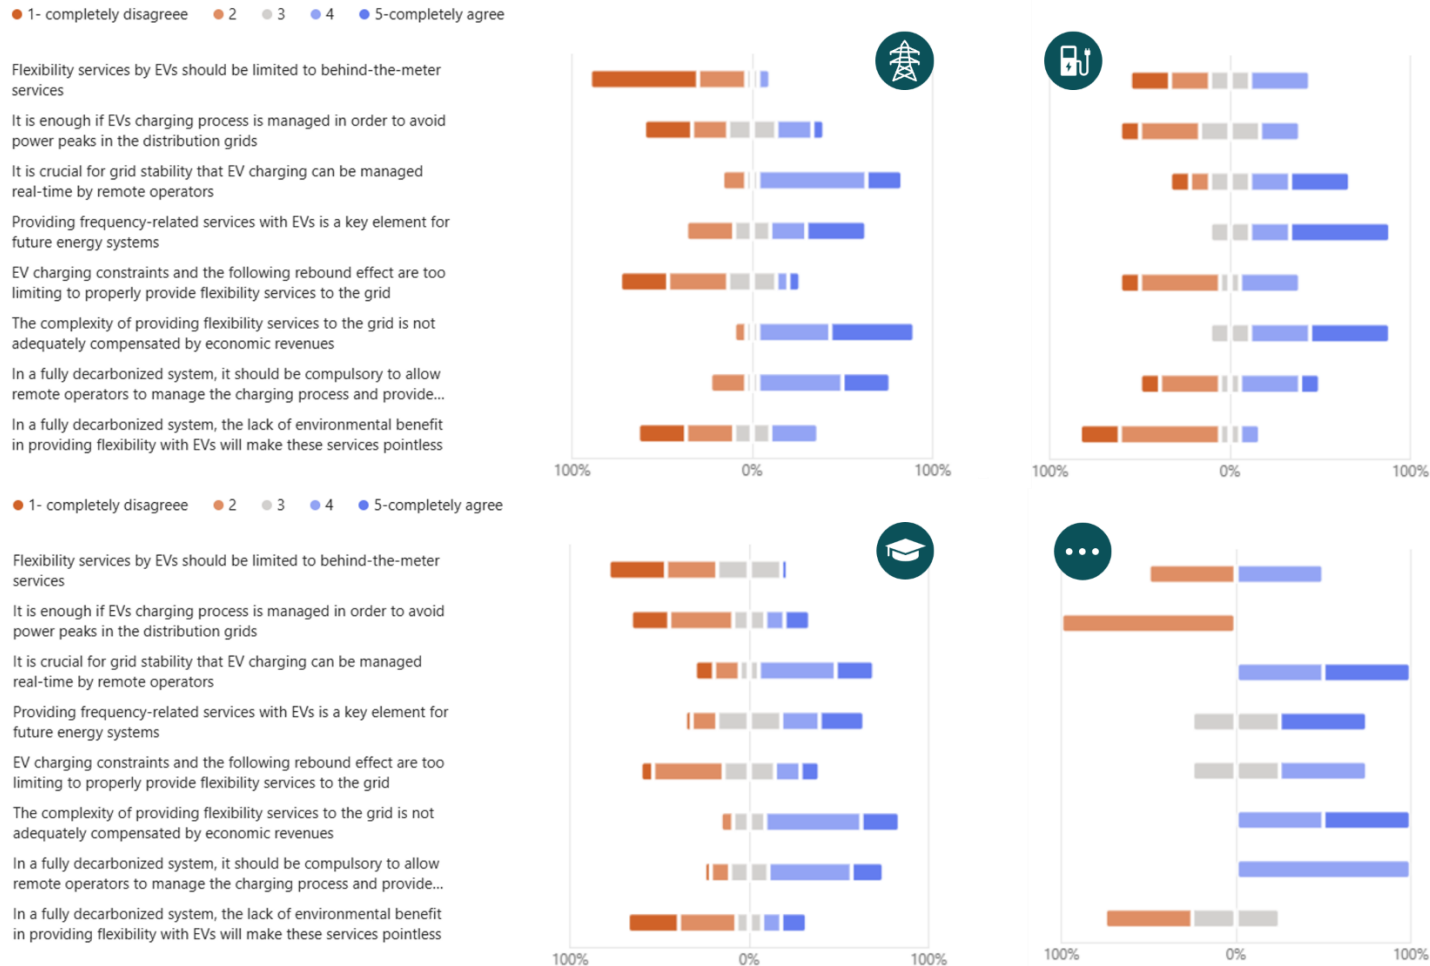 1- completely disagreee 2 3 4 5-completely agree
Flexibility services by EVs should be limited to behind-the-meter
services
It is enough if EVs charging process is managed in order to avoid
power peaks in the distribution grids
It is crucial for grid stability that EV charging can be managed
real-time by remote operators
Providing frequency-related services with EVs is a key element for
future energy systems
EV charging constraints and the following rebound effect are too
limiting to properly provide flexibility services to the grid
The complexity of providing flexibility services to the grid is not
adequately compensated by economic revenues
In a fully decarbonized system, it should be compulsory to allow
remote operators to manage the charging process and provide...
In a fully decarbonized system, the lack of environmental benefit
in providing flexibility with EVs will make these services pointless
100% 0% 100%
100% 0% 100%
1- completely disagreee 2 3 4 5-completely agree
Flexibility services by EVs should be limited to behind-the-meter
services
It is enough if EVs charging process is managed in order to avoid
power peaks in the distribution grids
It is crucial for grid stability that EV charging can be managed
real-time by remote operators
Providing frequency-related services with EVs is a key element for
future energy systems
EV charging constraints and the following rebound effect are too
limiting to properly provide flexibility services to the grid
The complexity of providing flexibility services to the grid is not
adequately compensated by economic revenues
In a fully decarbonized system, it should be compulsory to allow
remote operators to manage the charging process and provide...
In a fully decarbonized system, the lack of environmental benefit
in providing flexibility with EVs will make these services pointless
100% 0% 100%
100% 0% 100%